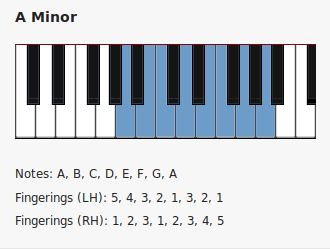 A Minor
Notes: A, B, C, D, E, F, G, A
Fingerings (LH): 5, 4, 3, 2, 1, 3, 2, 1
Fingerings (RH): 1, 2, 3, 1, 2, 3, 4, 5